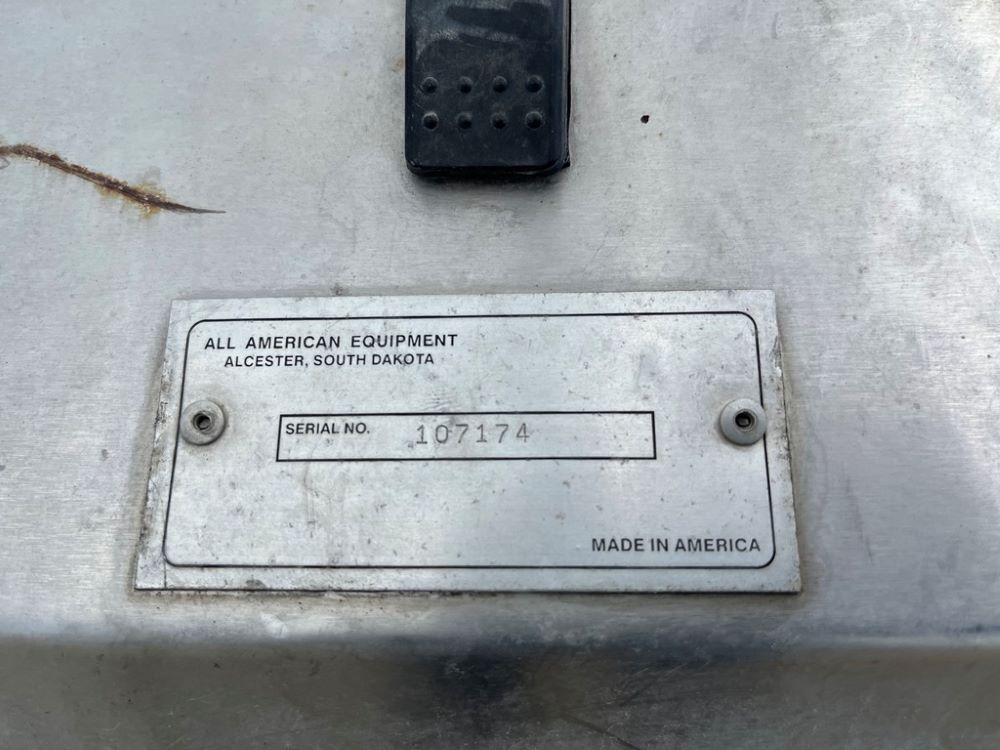 ALL AMERICAN EQUIPMENT
ALCESTER, SOUTH DAKOTA
SERIAL NO. 107174
MADE IN AMERICA